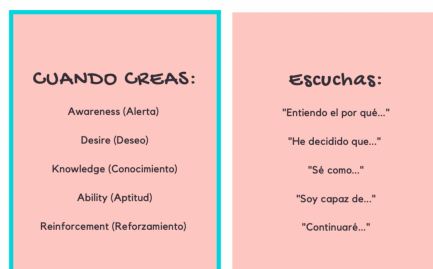 CUANDO CREAS:
Awareness (Alerta)
Desire (Deseo)
Knowledge (Conocimiento)
Ability (Aptitud)
Reinforcement (Reforzamiento)
Escuchas:
"Entiendo el por qué..."
"He decidido que..."
"Sé como..."
"Soy capaz de..."
"Continuaré..."